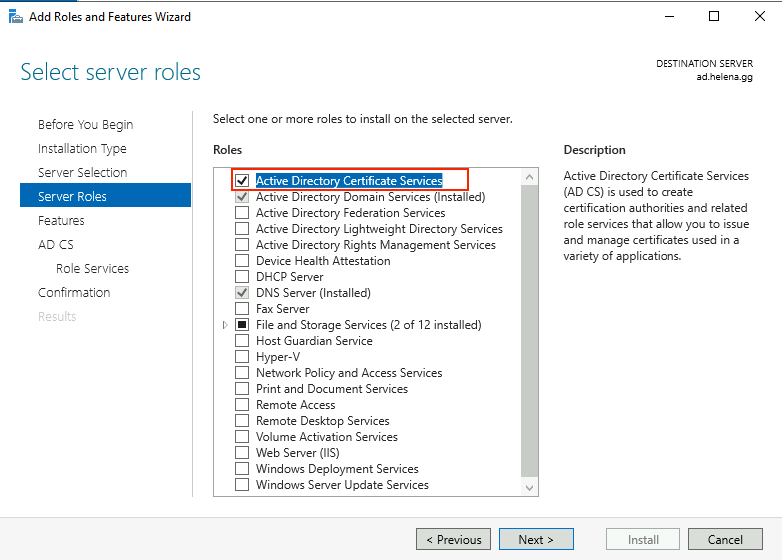 Add Roles and Features Wizard
Select server roles
DESTINATION SERVER
ad.helena.gg
Before You Begin
Installation Type
Server Selection
Server Roles
Features
AD CS
Role Services
Confirmation
Results
Select one or more roles to install on the selected server.
Roles
Active Directory Certificate Services
Active Directory Domain Services (Installed)
Active Directory Federation Services
Active Directory Lightweight Directory Services
Active Directory Rights Management Services
Device Health Attestation
DHCP Server
DNS Server (Installed)
Fax Server
File and Storage Services (2 of 12 installed)
Host Guardian Service
Hyper-V
Network Policy and Access Services
Print and Document Services
Remote Access
Remote Desktop Services
Volume Activation Services
Web Server (IIS)
Windows Deployment Services
Windows Server Update Services
Description
Active Directory Certificate Services
(AD CS) is used to create
certification authorities and related
role services that allow you to issue
and manage certificates used in a
variety of applications.
< Previous
Next >
Install
Cancel